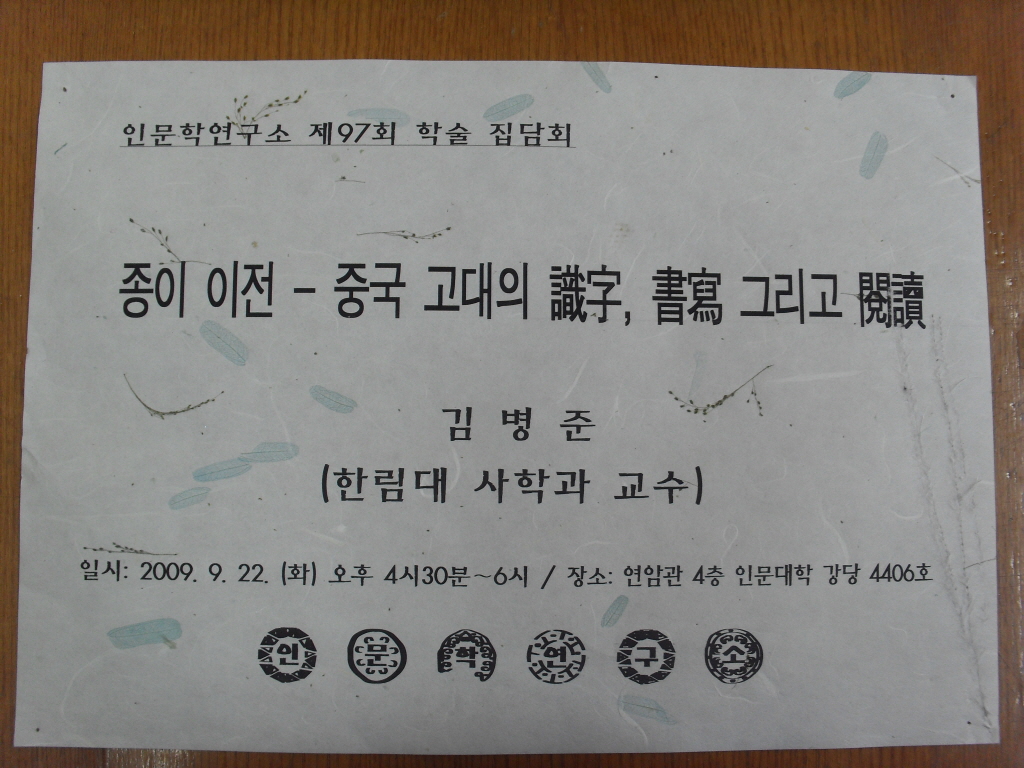 인문학연구소 제97회 학술 집담회
종이 이전 - 중국 고대의 識字, 書寫 그리고 閱讀
김 병 준
(한림대 사학과 교수)
일시: 2009. 9. 22. (화) 오후 4시30분~6시 / 장소: 연암관 4층 인문대학 강당 4406호
인 문 학 연 구 소